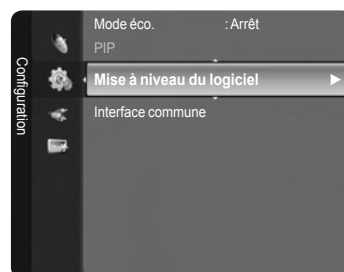 Configuration
Mode éco. : Arrêt
PIP
Mise à niveau du logiciel
Interface commune